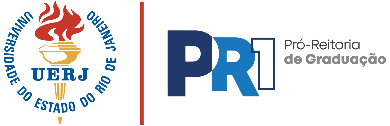 UNIVERSIDADE DO ESTADO DO RIO DE JANEIRO
UERJ
PR1
Pró-Reitoria
de Graduação